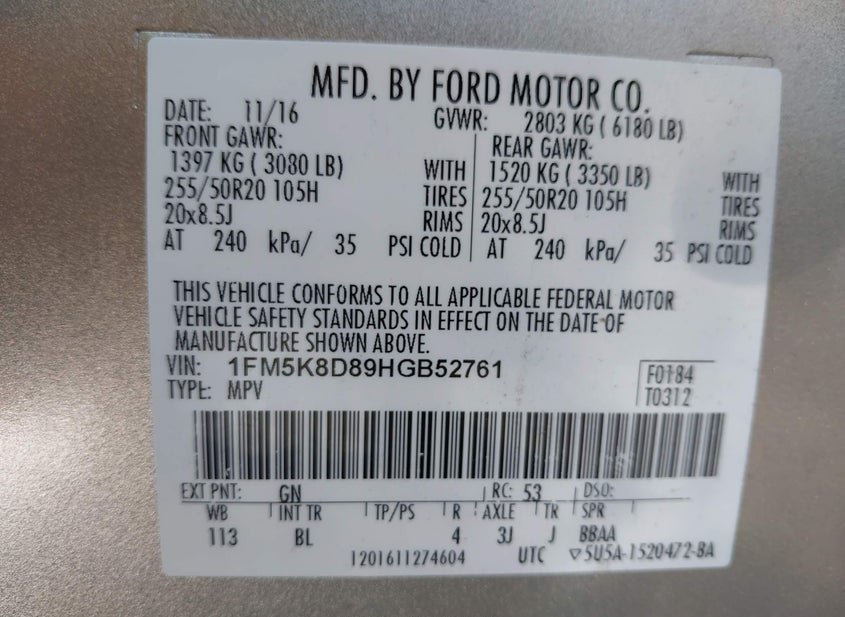 MFD. BY FORD MOTOR CO.
DATE: 11/16 GVWR: 2803 KG ( 6180 LB)
FRONT GAWR: REAR GAWR:
1397 KG ( 3080 LB) WITH 1520 KG ( 3350 LB) WITH
255/50R20 105H TIRES 255/50R20 105H TIRES
20x8.5J RIMS 20x8.5J RIMS
AT 240 kPa/ 35 PSI COLD AT 240 kPa/ 35 PSI COLD
THIS VEHICLE CONFORMS TO ALL APPLICABLE FEDERAL MOTOR
VEHICLE SAFETY STANDARDS IN EFFECT ON THE DATE OF
MANUFACTURE SHOWN ABOVE.
VIN: 1FM5K8D89HGB52761 F0184
TYPE: MPV T0312
EXT PNT: GN RC: 53 DSO:
WB INT TR TP/PS R AXLE TR SPR
113 BL 4 3J J BBAA
1201611274604 UTC ▽5U5A-1520472-BA